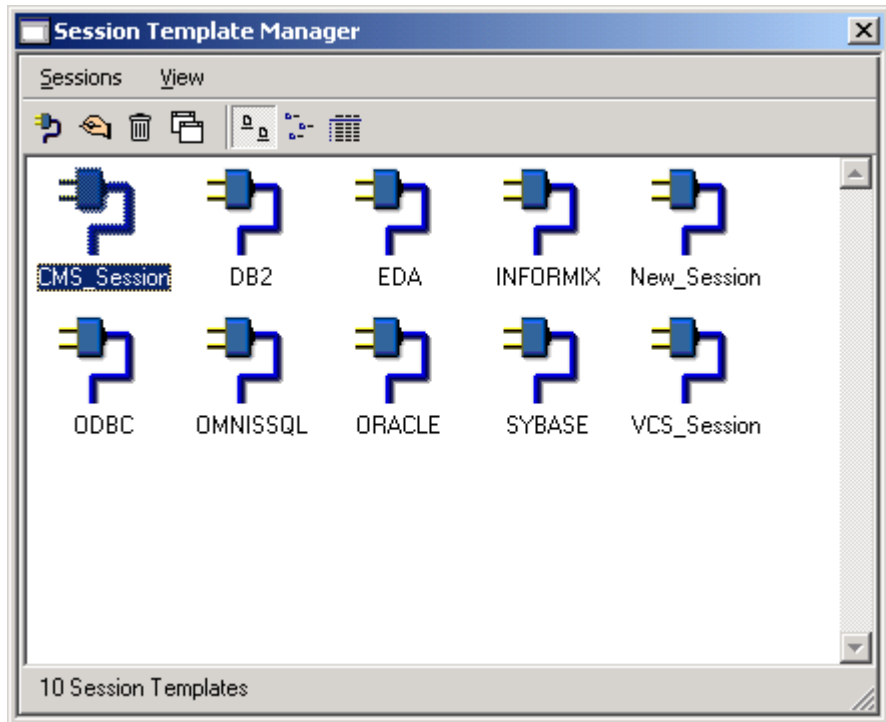 Session Template Manager
Sessions View
CMS_Session DB2 EDA INFORMIX New_Session
ODBC OMNISSQL ORACLE SYBASE VCS_Session
10 Session Templates